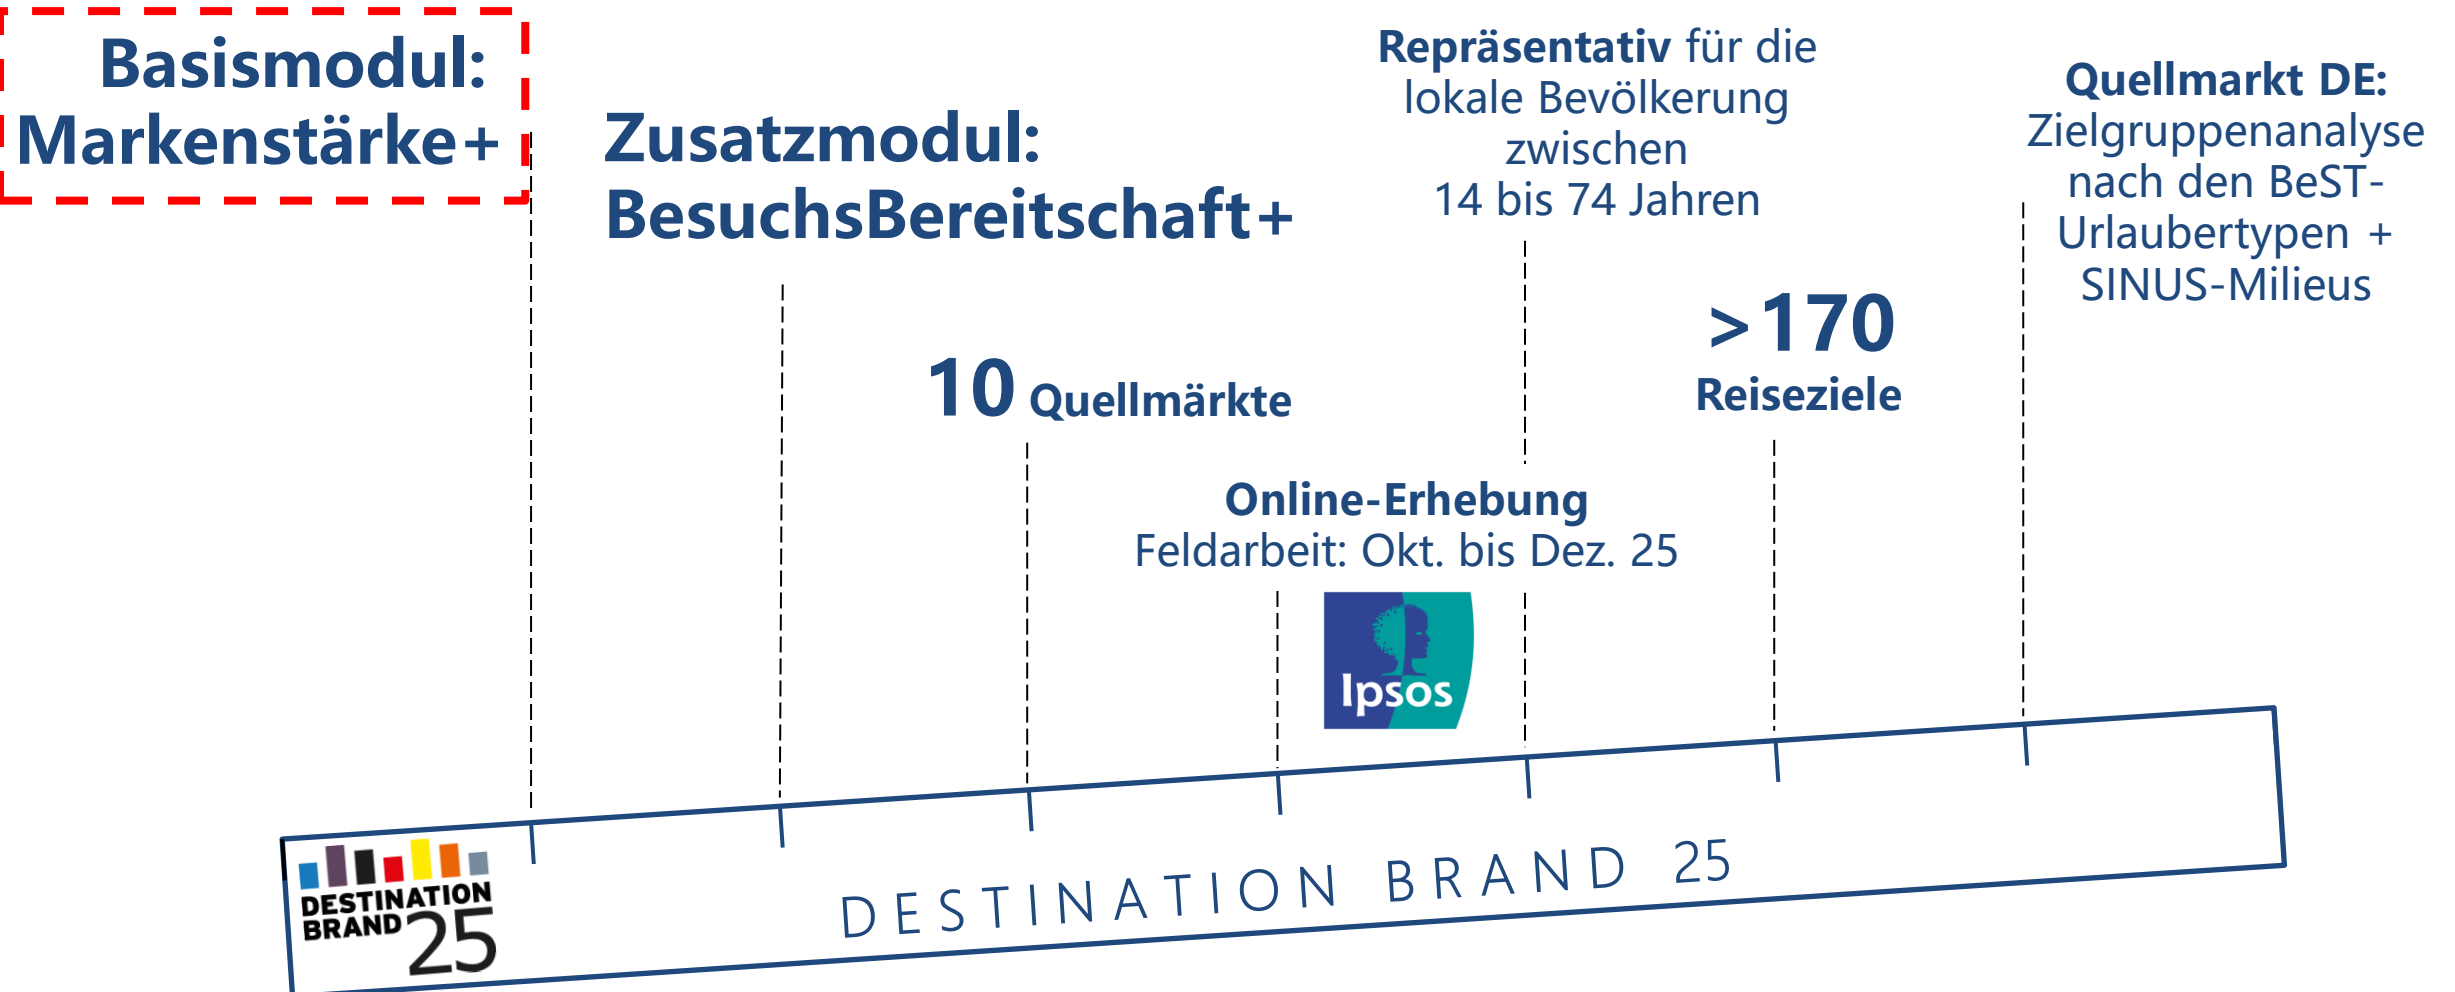 Basismodul:
Markenstärke+
Zusatzmodul:
BesuchsBereitschaft+
10 Quellmärkte
Online-Erhebung
Feldarbeit: Okt. bis Dez. 25
Ipsos
Repräsentativ für die
lokale Bevölkerung
zwischen
14 bis 74 Jahren
>170
Reiseziele
Quellmarkt DE:
Zielgruppenanalyse
nach den BeST-
Urlaubertypen +
SINUS-Milieus
DESTINATION
BRAND 25
DESTINATION BRAND 25